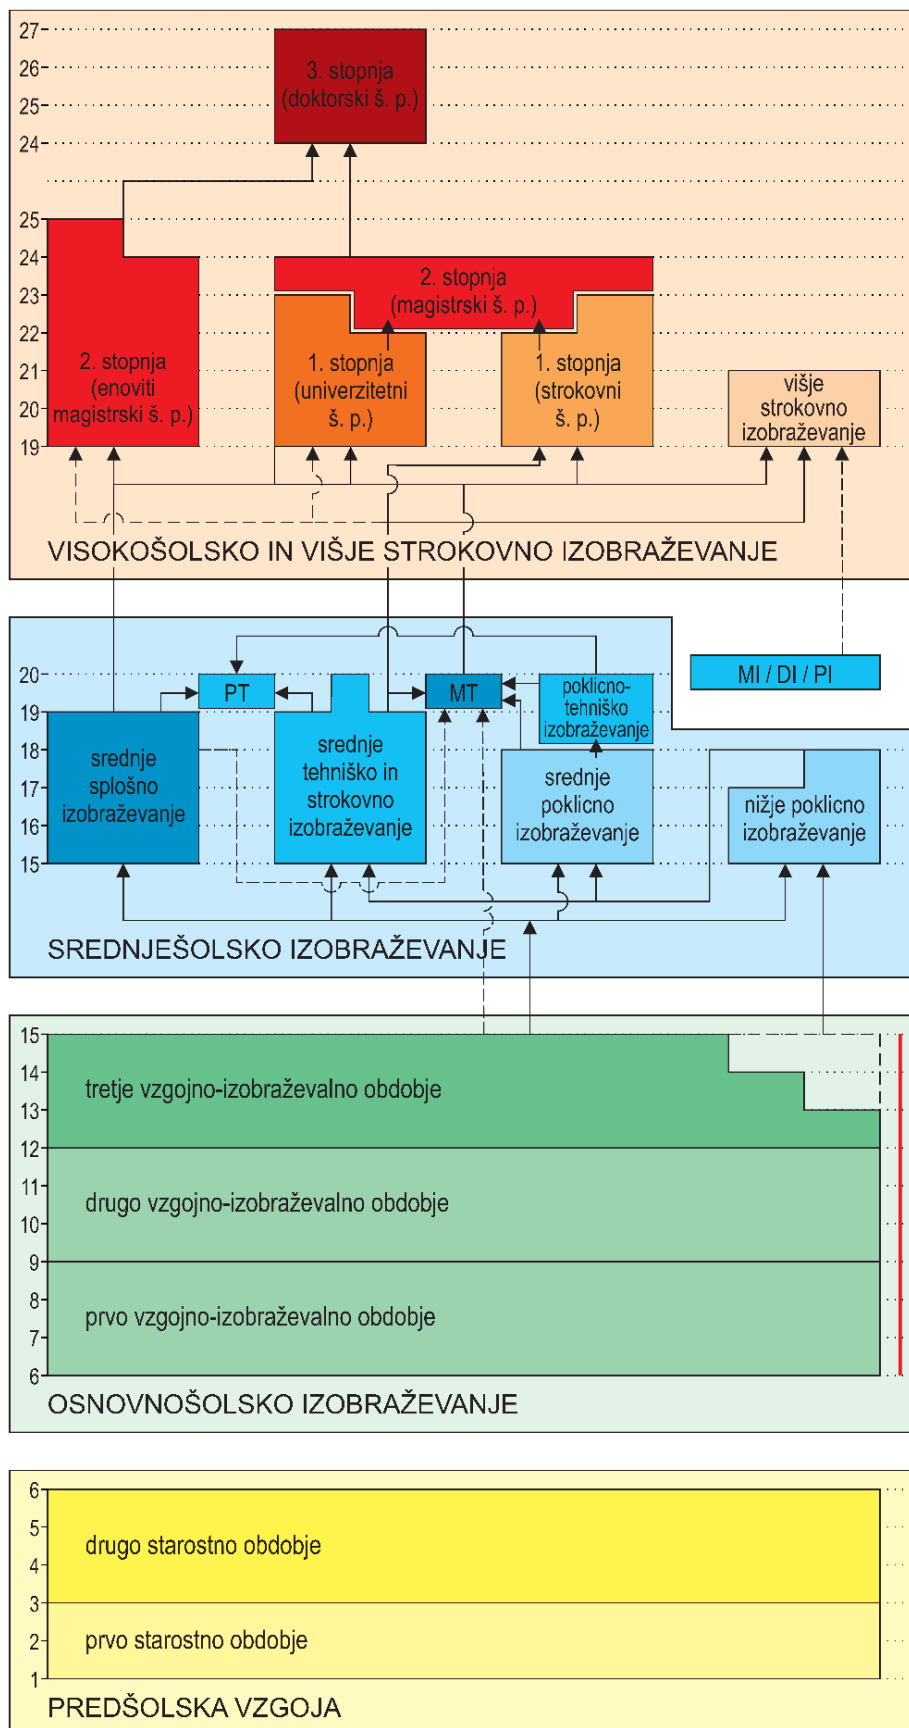 27
26
3. stopnja
(doktorski š. p.)
25
24
25
24
23
2. stopnja
(magistrski š. p.)
22
21
2. stopnja
(enoviti
magistrski š. p.)
1. stopnja
(univerzitetni
š. p.)
1. stopnja
(strokovni
š. p.)
višje
strokovno
izobraževanje
20
19
VISOKOŠOLSKO IN VIŠJE STROKOVNO IZOBRAŽEVANJE
MI / DI / PI
20
PT
MT
poklicno-
tehniško
izobraževanje
19
18
srednje
splošno
izobraževanje
srednje
tehniško in
strokovno
izobraževanje
srednje
poklicno
izobraževanje
nižje poklicno
izobraževanje
17
16
15
SREDNJEŠOLSKO IZOBRAŽEVANJE
15
14
tretje vzgojno-izobraževalno obdobje
13
12
11
drugo vzgojno-izobraževalno obdobje
10
9
8
prvo vzgojno-izobraževalno obdobje
7
6
OSNOVNOŠOLSKO IZOBRAŽEVANJE
6
5
drugo starostno obdobje
4
3
2
prvo starostno obdobje
1
PREDŠOLSKA VZGOJA